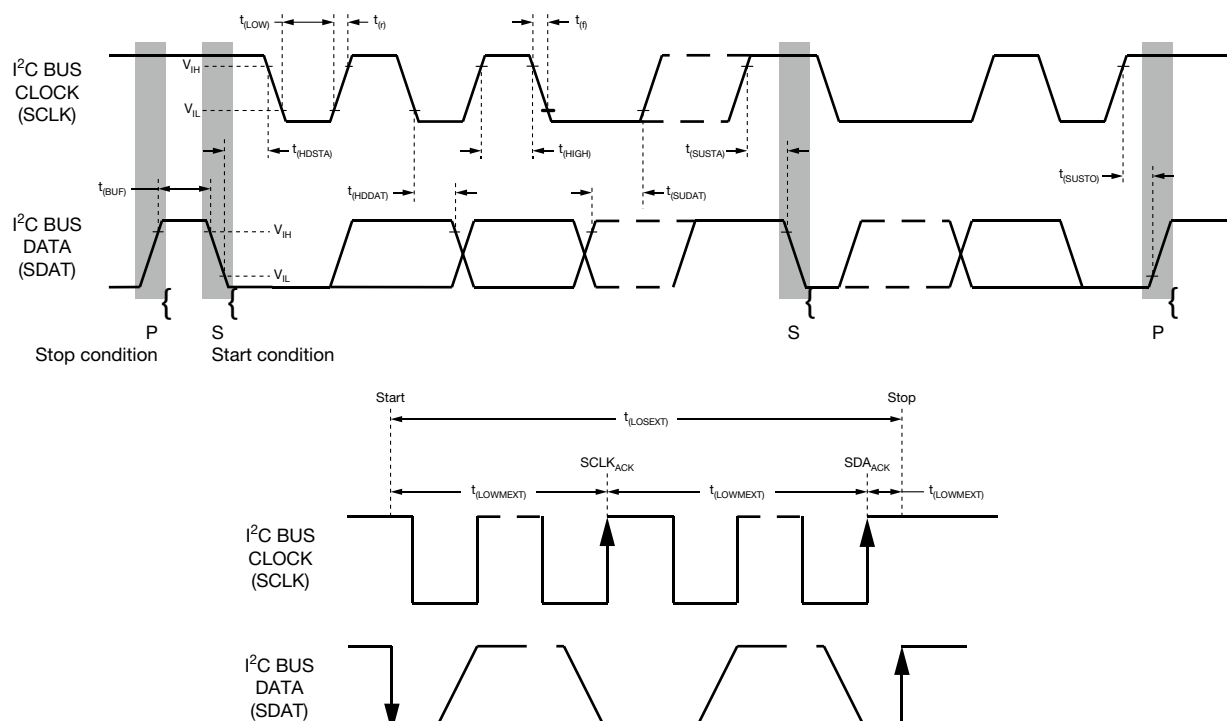 t(LOW) t(r) t(f)
I²C BUS
CLOCK
(SCLK)
VIH
VIL
t(HDSTA) t(HIGH) t(SUSTA)
t(BUF) t(HDDAT) t(SUDAT) t(SUSTO)
I²C BUS
DATA
(SDAT)
VIH
VIL
{ { { {
P S S P
Stop condition Start condition
Start Stop
t(LOSEXT)
SCLKACK SDAACK
t(LOWMEXT) t(LOWMEXT) t(LOWMEXT)
I²C BUS
CLOCK
(SCLK)
I²C BUS
DATA
(SDAT)